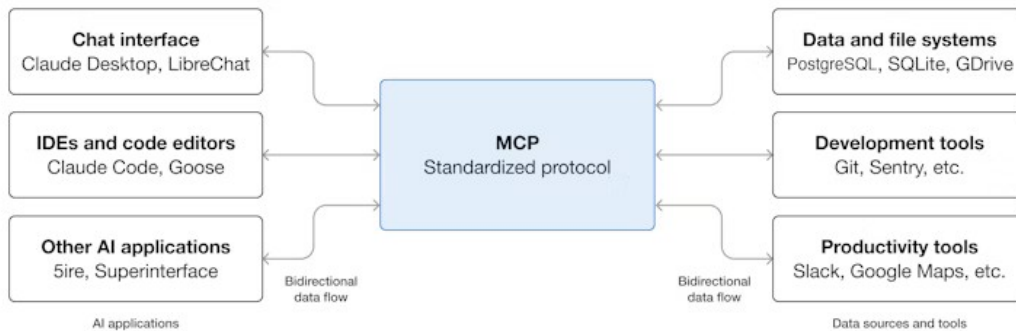 Chat interface
Claude Desktop, LibreChat
IDEs and code editors
Claude Code, Goose
Other AI applications
5ire, Superinterface
AI applications
Bidirectional
data flow
MCP
Standardized protocol
Bidirectional
data flow
Data and file systems
PostgreSQL, SQLite, GDrive
Development tools
Git, Sentry, etc.
Productivity tools
Slack, Google Maps, etc.
Data sources and tools